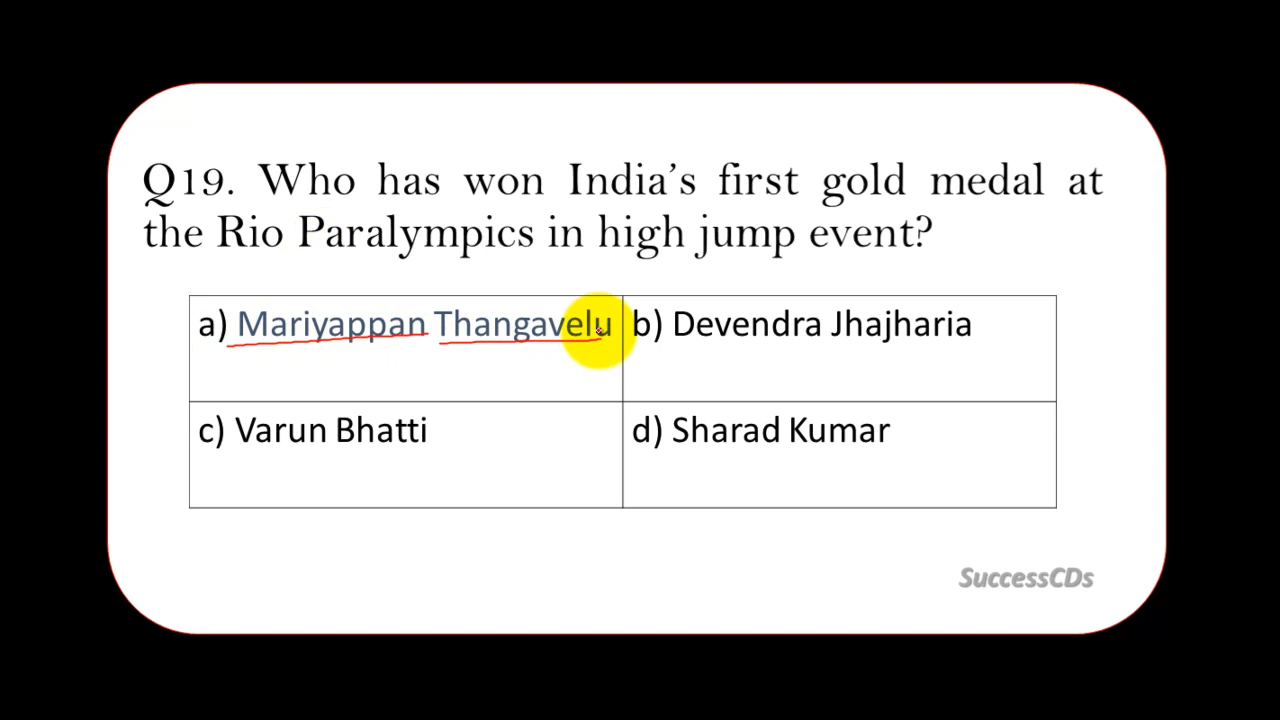 Q19. Who has won India's first gold medal at
the Rio Paralympics in high jump event?
a) Mariyappan Thangavelu
b) Devendra Jhajharia
c) Varun Bhatti
d) Sharad Kumar
SuccessCDs